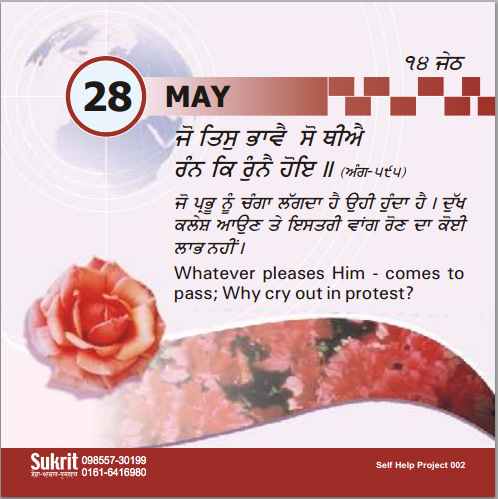 ੧੪ ਜੇਠ
28 MAY
ਜੋ ਤਿਸੁ ਭਾਵੈ ਸੋ ਥੀਐ
ਰੰਨ ਕਿ ਰੁੰਨੈ ਹੋਇ ॥ (ਅੰਗ-੫੯੫)
ਜੋ ਪ੍ਰਭੂ ਨੂੰ ਚੰਗਾ ਲੱਗਦਾ ਹੈ ਉਹੀ ਹੁੰਦਾ ਹੈ । ਦੁੱਖ
ਕਲੇਸ਼ ਆਉਣ ਤੇ ਇਸਤਰੀ ਵਾਂਗ ਰੋਣ ਦਾ ਕੋਈ
ਲਾਭ ਨਹੀਂ ।
Whatever pleases Him - comes to
pass; Why cry out in protest?
Sukrit 098557-30199
0161-6416980
Self Help Project 002